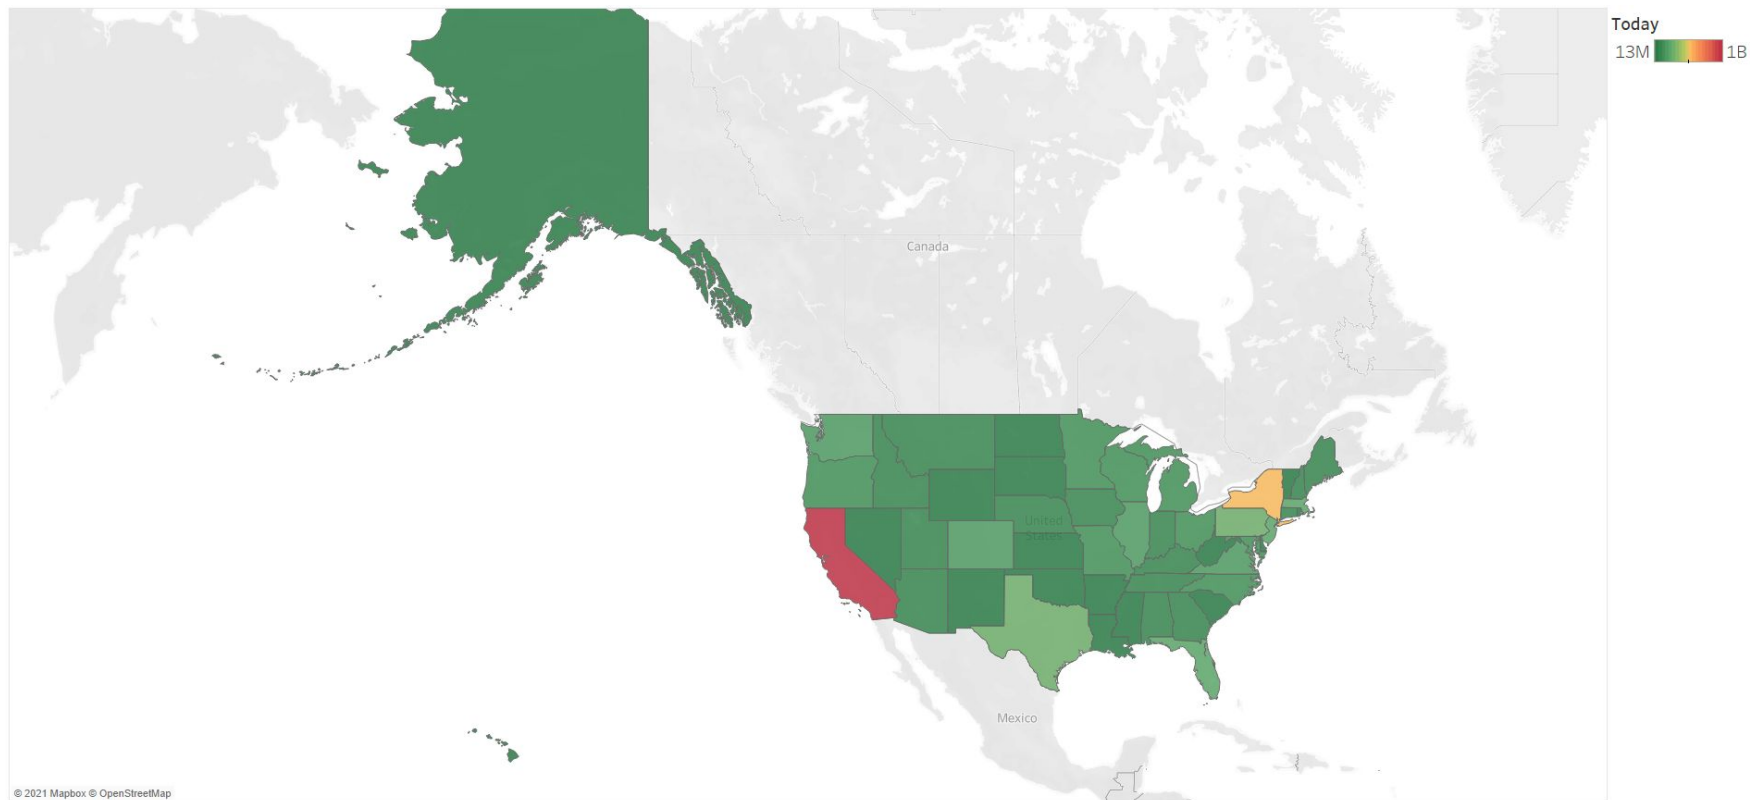 Today
13M 1B
Canada
United
States
Mexico
© 2021 Mapbox © OpenStreetMap